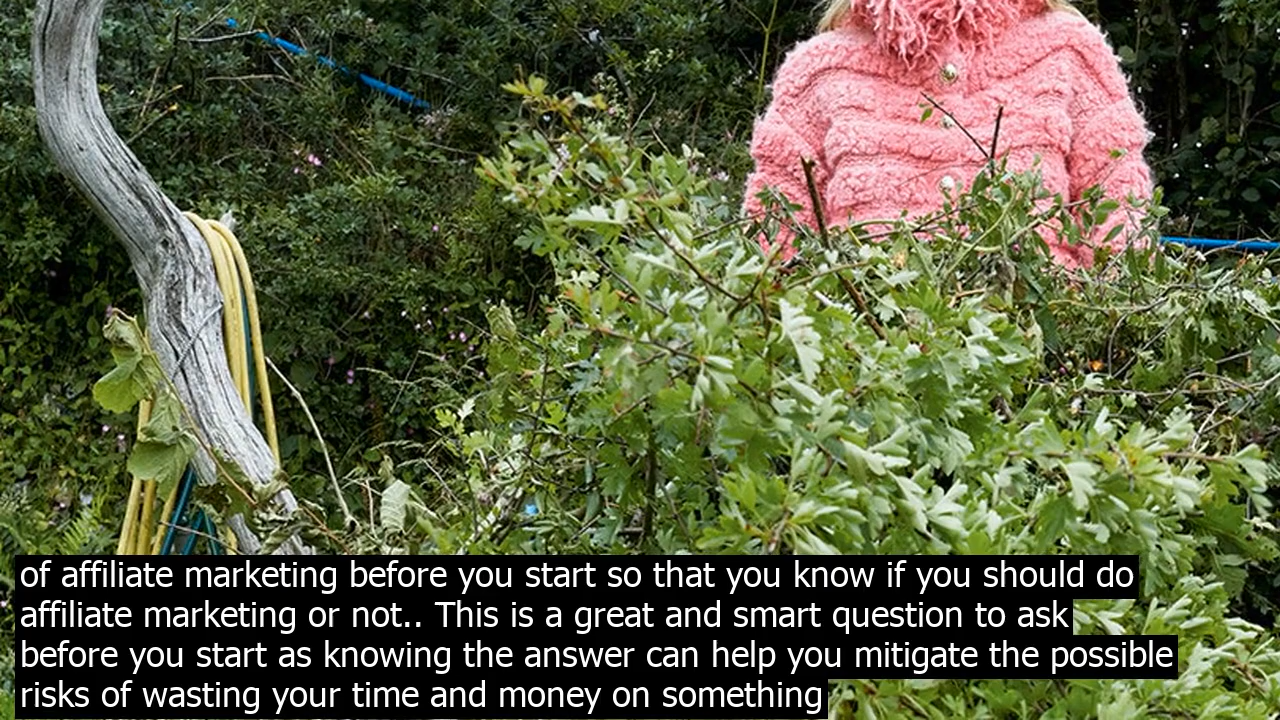 of affiliate marketing before you start so that you know if you should do
affiliate marketing or not.. This is a great and smart question to ask
before you start as knowing the answer can help you mitigate the possible
risks of wasting your time and money on something